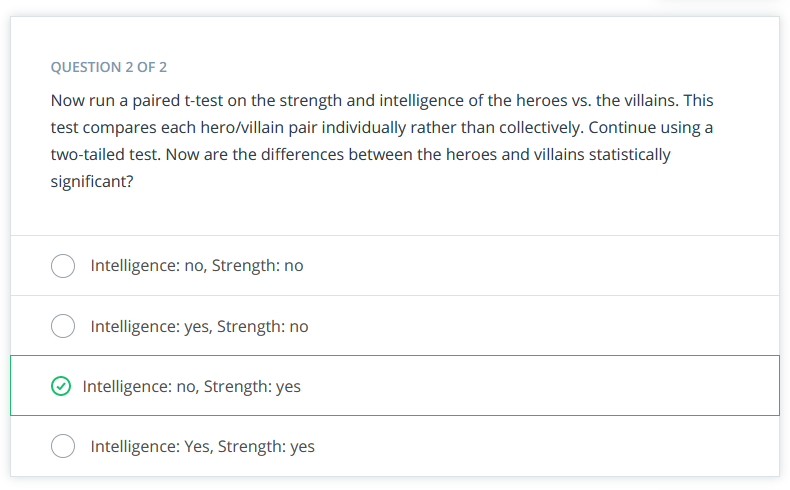 QUESTION 2 OF 2
Now run a paired t-test on the strength and intelligence of the heroes vs. the villains. This
test compares each hero/villain pair individually rather than collectively. Continue using a
two-tailed test. Now are the differences between the heroes and villains statistically
significant?
Intelligence: no, Strength: no
Intelligence: yes, Strength: no
Intelligence: no, Strength: yes
Intelligence: Yes, Strength: yes